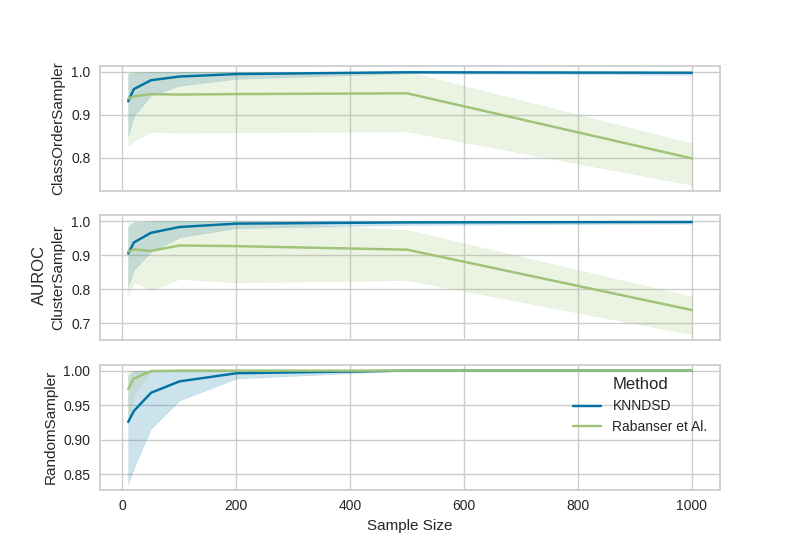 ClassOrderSampler
1.0
0.9
0.8
AUROC
ClusterSampler
1.0
0.9
0.8
0.7
RandomSampler
1.00
0.95
0.90
0.85
Method
KNNDSD
Rabanser et Al.
0 200 400 600 800 1000
Sample Size